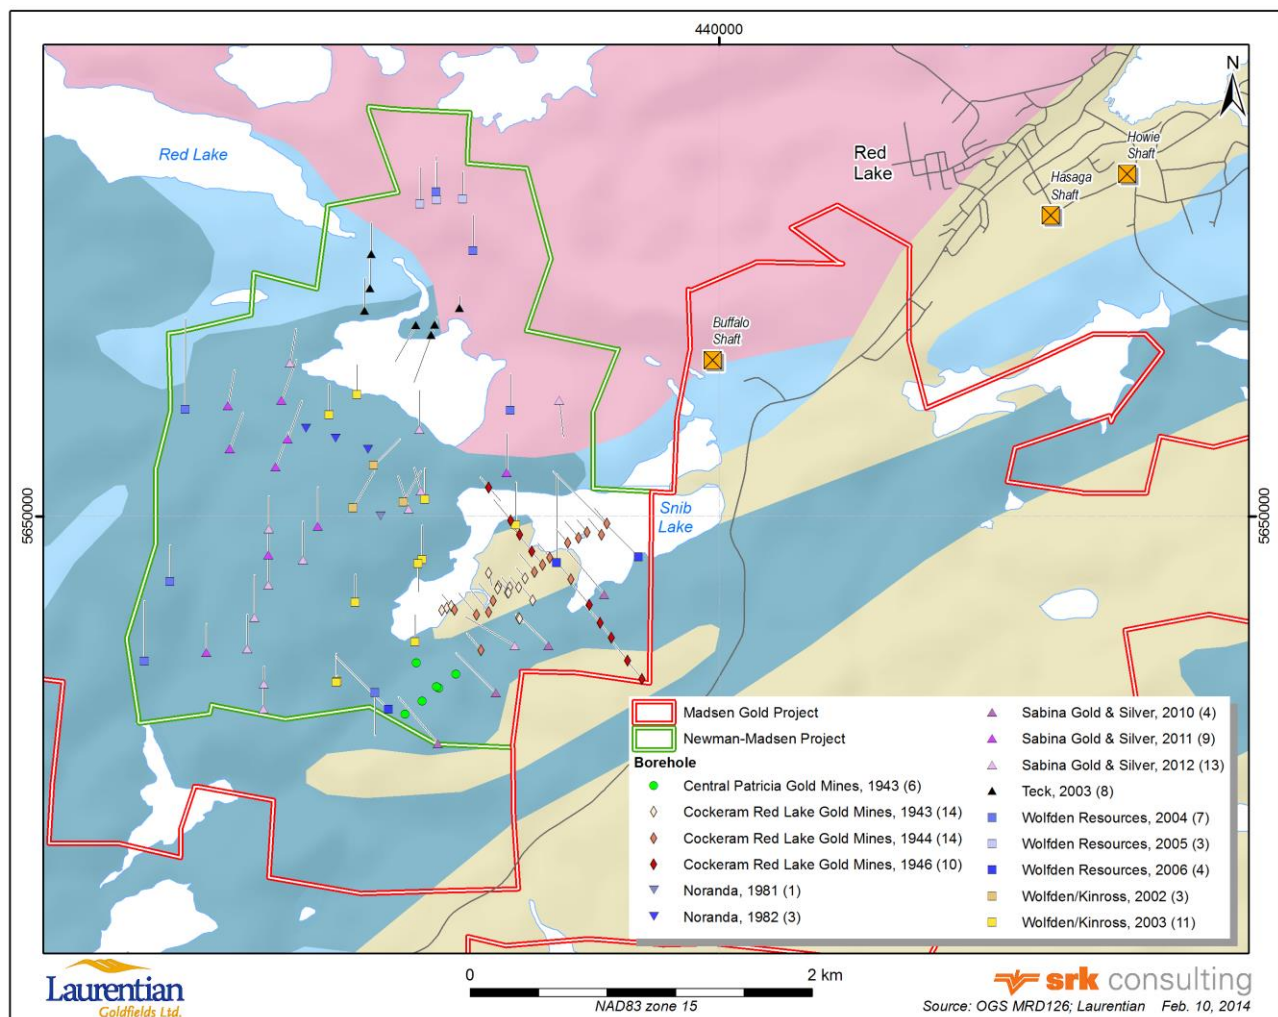 440000
N
Red Lake
Red
Lake
Howie
Shaft
Hasaga
Shaft
Buffalo
Shaft
5650000
Snib
Lake
5650000
Madsen Gold Project
Newman-Madsen Project
Borehole
Central Patricia Gold Mines, 1943 (6)
Cockeram Red Lake Gold Mines, 1943 (14)
Cockeram Red Lake Gold Mines, 1944 (14)
Cockeram Red Lake Gold Mines, 1946 (10)
Noranda, 1981 (1)
Noranda, 1982 (3)
Sabina Gold & Silver, 2010 (4)
Sabina Gold & Silver, 2011 (9)
Sabina Gold & Silver, 2012 (13)
Teck, 2003 (8)
Wolfden Resources, 2004 (7)
Wolfden Resources, 2005 (3)
Wolfden Resources, 2006 (4)
Wolfden/Kinross, 2002 (3)
Wolfden/Kinross, 2003 (11)
Laurentian
Goldfields Ltd.
0
2 km
NAD83 zone 15
srk consulting
Source: OGS MRD126; Laurentian Feb. 10, 2014